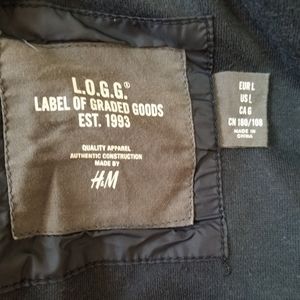 L.O.G.G.®
LABEL OF GRADED GOODS
EST. 1993
QUALITY APPAREL
AUTHENTIC CONSTRUCTION
MADE BY
H&M
EUR L
US L
CA G
CN 180/108
MADE IN
CHINA